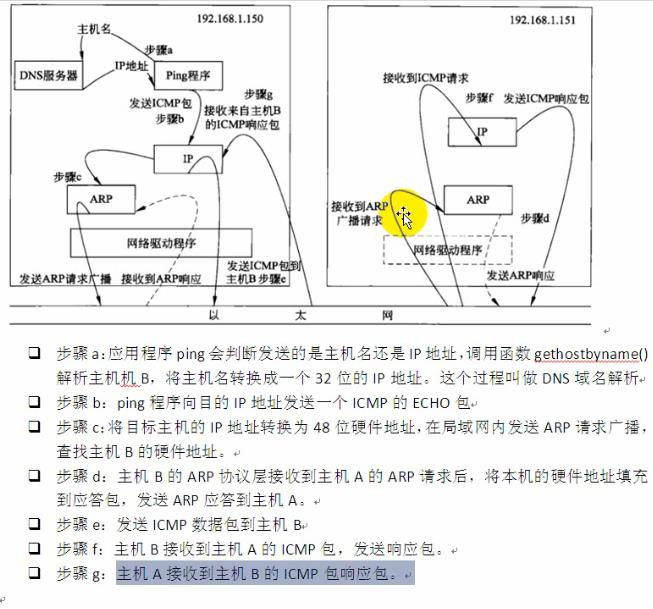 192.168.1.150
192.168.1.151
主机名
步骤a
DNS服务器
IP地址
Ping程序
发送ICMP包
步骤b
步骤g
接收来自主机B
的ICMP响应包
IP
步骤c
ARP
网络驱动程序
发送ARP请求广播
接收到ARP响应
发送ICMP包到
主机B 步骤e
接收到ICMP请求
步骤f
发送ICMP响应包
IP
接收到ARP
广播请求
ARP
步骤d
网络驱动程序
发送ARP响应
以 太 网
步骤 a:应用程序 ping 会判断发送的是主机名还是 IP 地址,调用函数 gethostbyname()
解析主机机 B，将主机名转换成一个 32 位的 IP 地址。这个过程叫做 DNS 域名解析
步骤 b：ping 程序向目的 IP 地址发送一个 ICMP 的 ECHO 包
步骤 c：将目标主机的 IP 地址转换为 48 位硬件地址，在局域网内发送 ARP 请求广播，
查找主机 B 的硬件地址。
步骤 d：主机 B 的 ARP 协议层接收到主机 A 的 ARP 请求后，将本机的硬件地址填充
到应答包，发送 ARP 应答到主机 A。
步骤 e：发送 ICMP 数据包到主机 B
步骤 f：主机 B 接收到主机 A 的 ICMP 包，发送响应包。
步骤 g：主机 A 接收到主机 B 的 ICMP 包响应包。